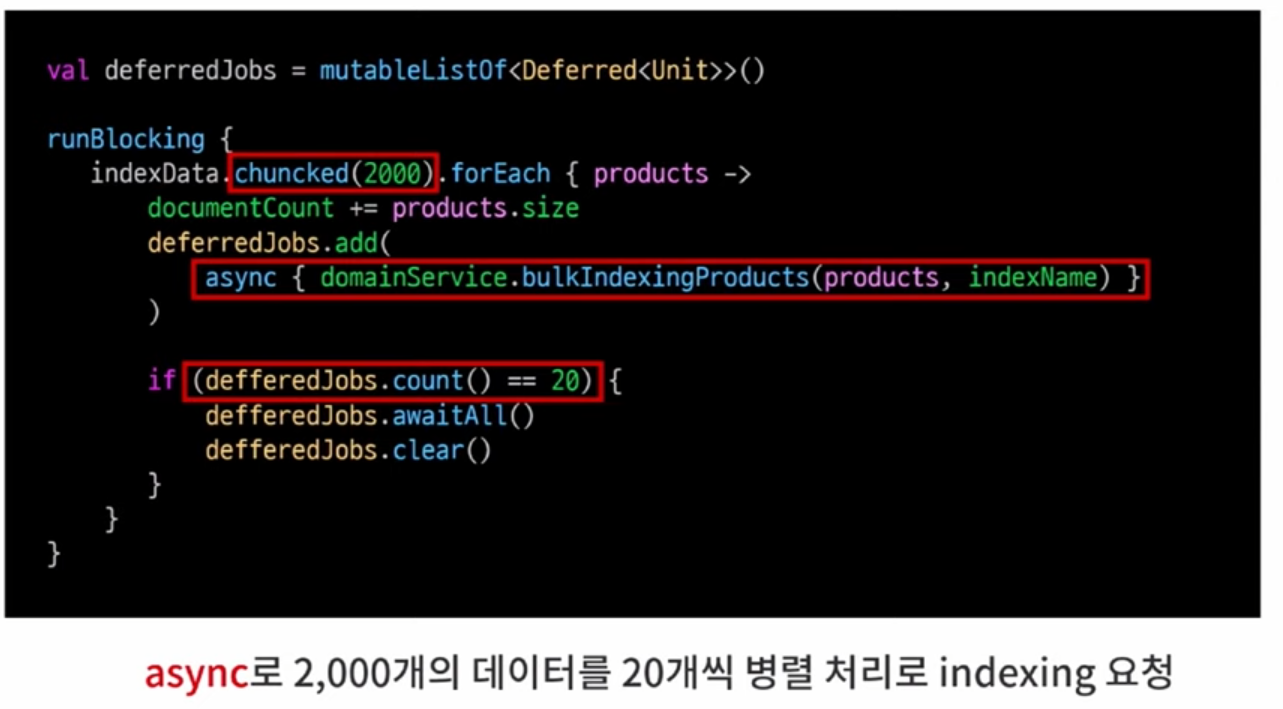 val deferredJobs = mutableListOf<Deferred<Unit>>()
runBlocking {
indexData.chuncked(2000).forEach { products ->
documentCount += products.size
deferredJobs.add(
async { domainService.bulkIndexingProducts(products, indexName) }
)
if (defferedJobs.count() == 20) {
defferedJobs.awaitAll()
defferedJobs.clear()
}
}
}
async로 2,000개의 데이터를 20개씩 병렬 처리로 indexing 요청